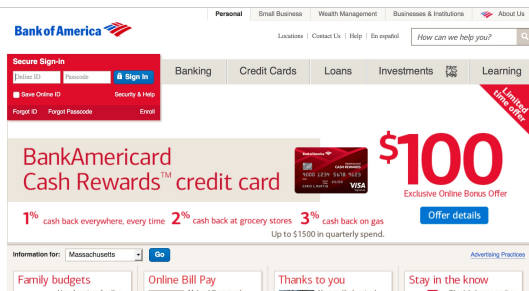 Personal Small Business Wealth Management Businesses & Institutions About Us
Bank of America
Locations Contact Us Help En español How can we help you?
Secure Sign-in
Online ID Passcode Sign In
Save Online ID Security & Help
Forgot ID Forgot Passcode Enroll
Banking Credit Cards Loans Investments Learning
Limited time offer
BankAmericard
Cash Rewards™ credit card
VISA
$100
Exclusive Online Bonus Offer
Offer details
1% cash back everywhere, every time 2% cash back at grocery stores 3% cash back on gas
Up to $1500 in quarterly spend.
Information for: Massachusetts Go Advertising Practices
Family budgets Online Bill Pay Thanks to you Stay in the know